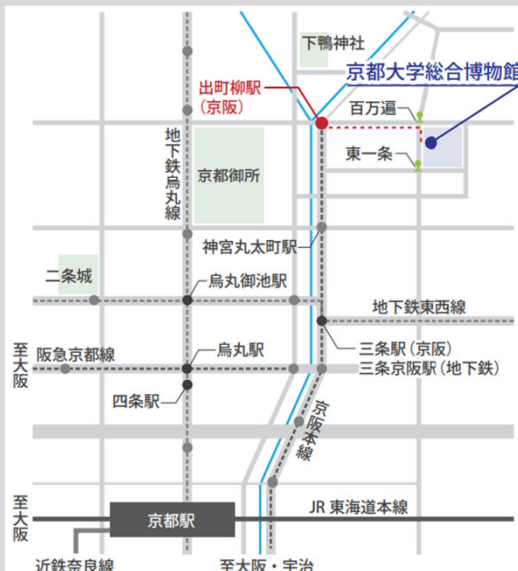 下鴨神社
京都大学総合博物館
出町柳駅
(京阪)
百万遍
地下鉄烏丸線
東一条
京都御所
神宮丸太町駅
二条城
烏丸御池駅
地下鉄東西線
至大阪
阪急京都線
烏丸駅
三条駅(京阪)
三条京阪駅(地下鉄)
四条駅
京阪本線
至大阪
京都駅
JR 東海道本線
近鉄奈良線
至大阪・宇治